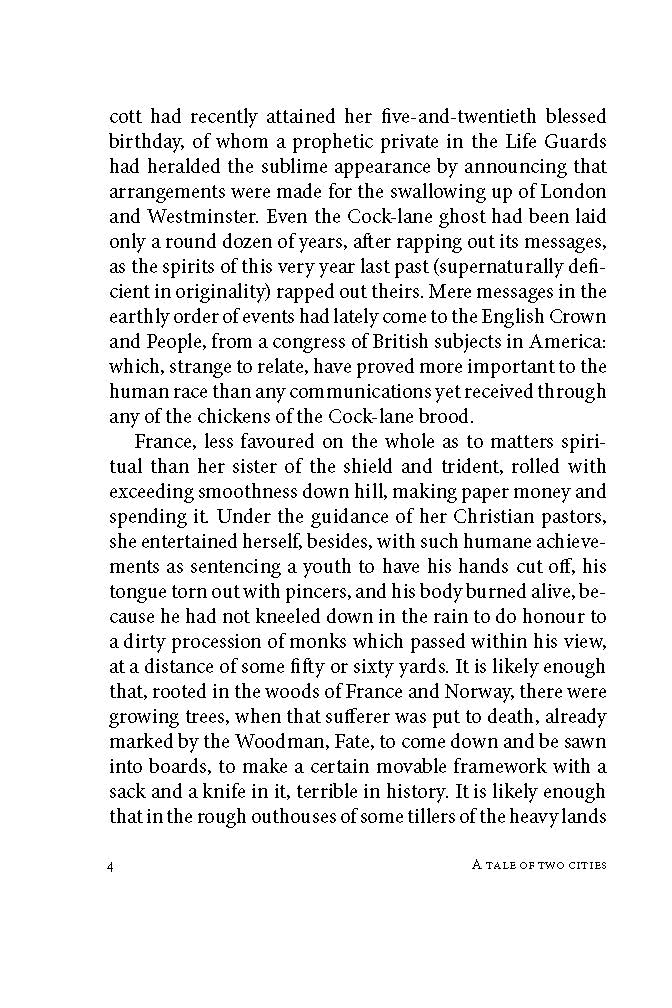 cott had recently attained her five-and-twentieth blessed
birthday, of whom a prophetic private in the Life Guards
had heralded the sublime appearance by announcing that
arrangements were made for the swallowing up of London
and Westminster. Even the Cock-lane ghost had been laid
only a round dozen of years, after rapping out its messages,
as the spirits of this very year last past (supernaturally defi-
cient in originality) rapped out theirs. Mere messages in the
earthly order of events had lately come to the English Crown
and People, from a congress of British subjects in America:
which, strange to relate, have proved more important to the
human race than any communications yet received through
any of the chickens of the Cock-lane brood.
France, less favoured on the whole as to matters spiri-
tual than her sister of the shield and trident, rolled with
exceeding smoothness down hill, making paper money and
spending it. Under the guidance of her Christian pastors,
she entertained herself, besides, with such humane achieve-
ments as sentencing a youth to have his hands cut off, his
tongue torn out with pincers, and his body burned alive, be-
cause he had not kneeled down in the rain to do honour to
a dirty procession of monks which passed within his view,
at a distance of some fifty or sixty yards. It is likely enough
that, rooted in the woods of France and Norway, there were
growing trees, when that sufferer was put to death, already
marked by the Woodman, Fate, to come down and be sawn
into boards, to make a certain movable framework with a
sack and a knife in it, terrible in history. It is likely enough
that in the rough outhouses of some tillers of the heavy lands
4 A TALE OF TWO CITIES